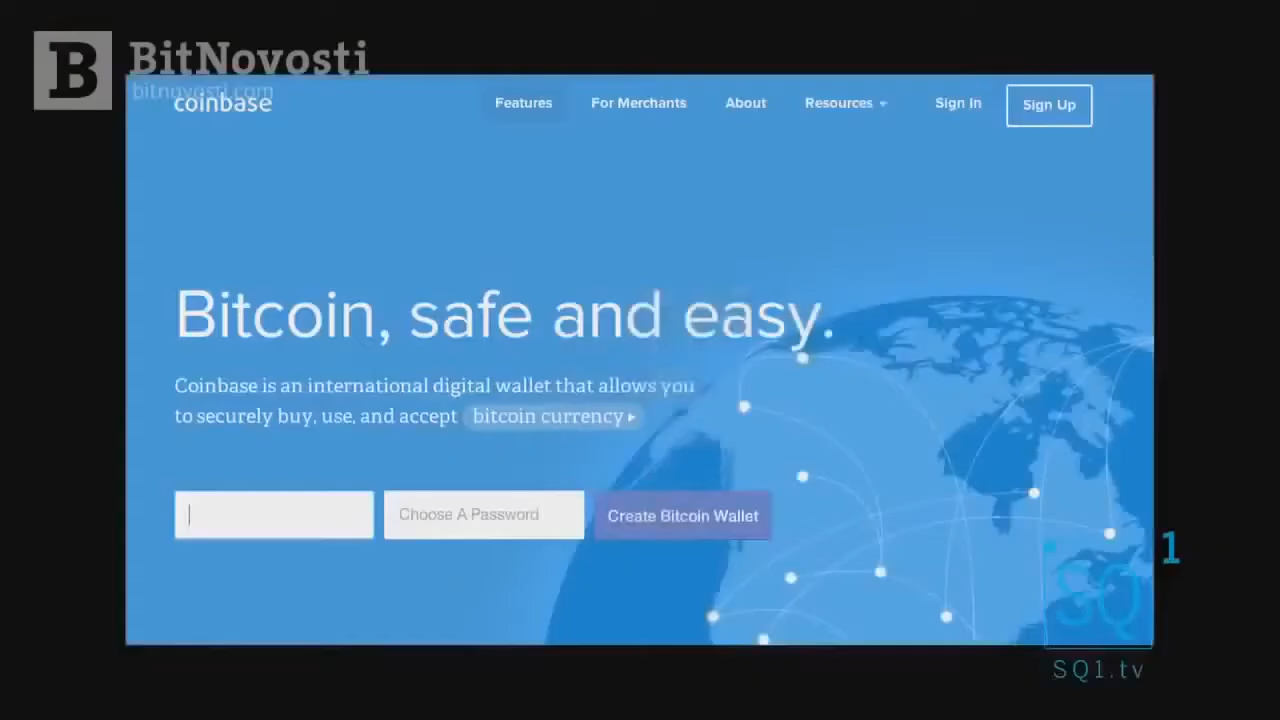 BitNovosti
bitnovosti.com
coinbase
Features
For Merchants
About
Resources
Sign In
Sign Up
Bitcoin, safe and easy.
Coinbase is an international digital wallet that allows you
to securely buy, use, and accept bitcoin currency
Choose A Password
Create Bitcoin Wallet
SQ1
SQ1.tv